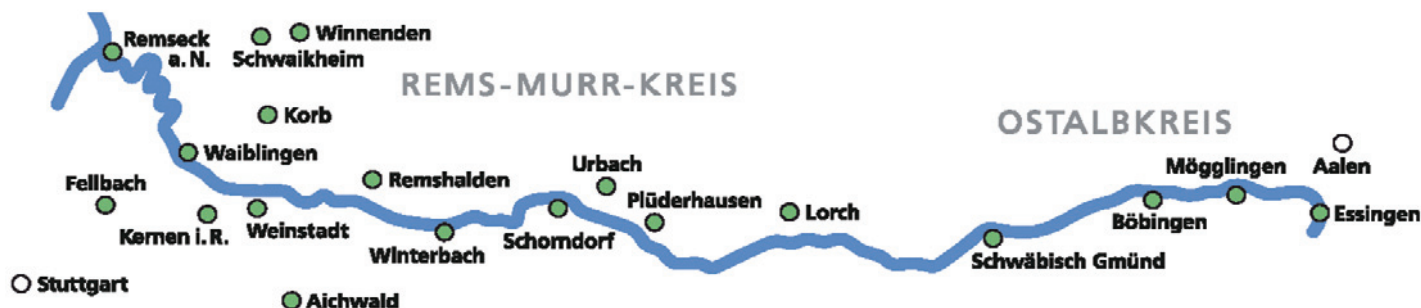 Remseck
a. N.
Schwaikheim
Winnenden
REMS-MURR-KREIS
Korb
OSTALBKREIS
Waiblingen
Fellbach
Remshalden
Urbach
Mögglingen
Aalen
Kernen i. R.
Weinstadt
Winterbach
Schorndorf
Plüderhausen
Lorch
Böbingen
Essingen
Schwäbisch Gmünd
Stuttgart
Aichwald